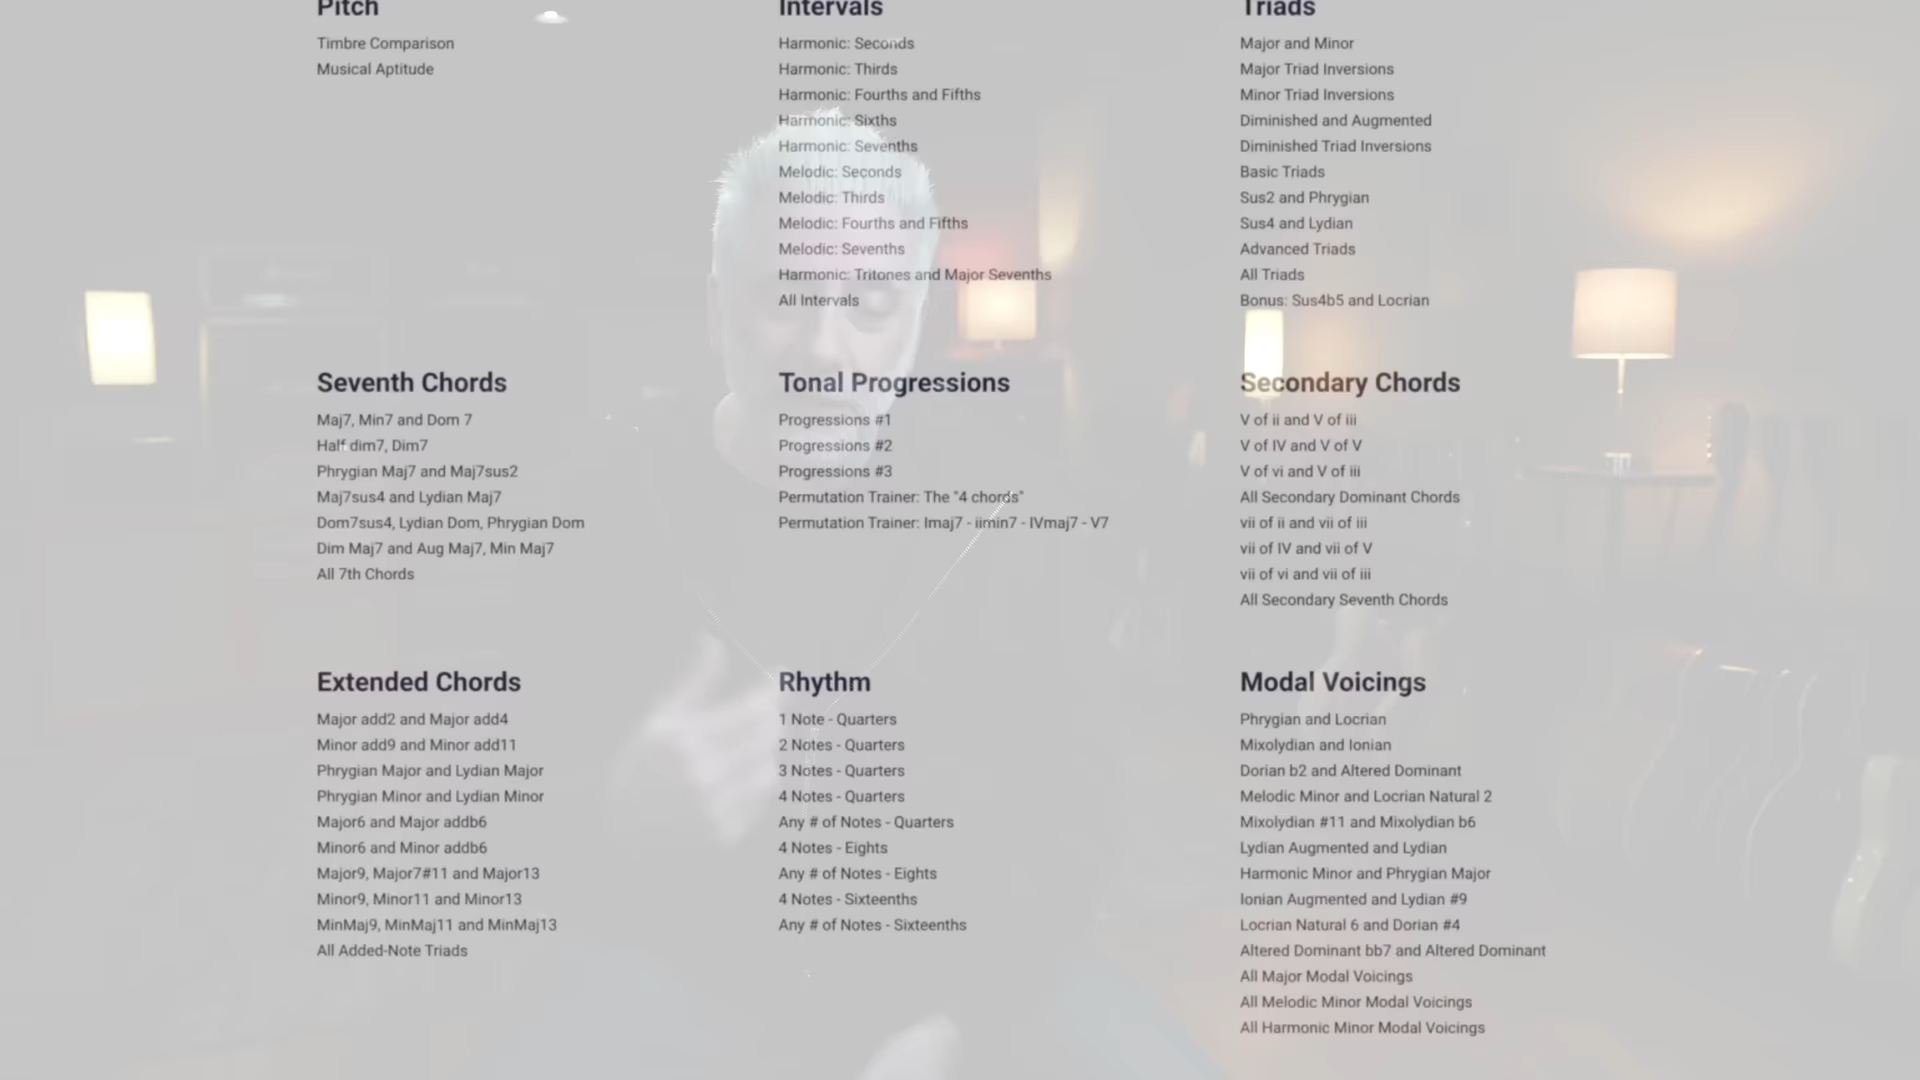 Pitch
Timbre Comparison
Musical Aptitude
Intervals
Harmonic: Seconds
Harmonic: Thirds
Harmonic: Fourths and Fifths
Harmonic: Sixths
Harmonic: Sevenths
Melodic: Seconds
Melodic: Thirds
Melodic: Fourths and Fifths
Melodic: Sevenths
Harmonic: Tritones and Major Sevenths
All Intervals
Triads
Major and Minor
Major Triad Inversions
Minor Triad Inversions
Diminished and Augmented
Diminished Triad Inversions
Basic Triads
Sus2 and Phrygian
Sus4 and Lydian
Advanced Triads
All Triads
Bonus: Sus4b5 and Locrian
Seventh Chords
Maj7, Min7 and Dom 7
Half dim7, Dim7
Phrygian Maj7 and Maj7sus2
Maj7sus4 and Lydian Maj7
Dom7sus4, Lydian Dom, Phrygian Dom
Dim Maj7 and Aug Maj7, Min Maj7
All 7th Chords
Tonal Progressions
Progressions #1
Progressions #2
Progressions #3
Permutation Trainer: The "4 chords"
Permutation Trainer: Imaj7 - iimin7 - IVmaj7 - V7
Secondary Chords
V of ii and V of iii
V of IV and V of V
V of vi and V of iii
All Secondary Dominant Chords
vii of ii and vii of iii
vii of IV and vii of V
vii of vi and vii of iii
All Secondary Seventh Chords
Extended Chords
Major add2 and Major add4
Minor add9 and Minor add11
Phrygian Major and Lydian Major
Phrygian Minor and Lydian Minor
Major6 and Major addb6
Minor6 and Minor addb6
Major9, Major7#11 and Major13
Minor9, Minor11 and Minor13
MinMaj9, MinMaj11 and MinMaj13
All Added-Note Triads
Rhythm
1 Note - Quarters
2 Notes - Quarters
3 Notes - Quarters
4 Notes - Quarters
Any # of Notes - Quarters
4 Notes - Eights
Any # of Notes - Eights
4 Notes - Sixteenths
Any # of Notes - Sixteenths
Modal Voicings
Phrygian and Locrian
Mixolydian and Ionian
Dorian b2 and Altered Dominant
Melodic Minor and Locrian Natural 2
Mixolydian #11 and Mixolydian b6
Lydian Augmented and Lydian
Harmonic Minor and Phrygian Major
Ionian Augmented and Lydian #9
Locrian Natural 6 and Dorian #4
Altered Dominant bb7 and Altered Dominant
All Major Modal Voicings
All Melodic Minor Modal Voicings
All Harmonic Minor Modal Voicings